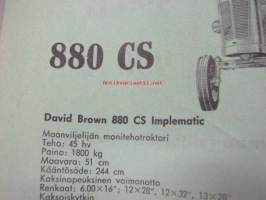 880 CS
David Brown 880 CS Implematic
Maanviljelijän monitehotraktori
Teho: 45 hv
Paino: 1800 kg
Maavara: 51 cm
Kääntösäde: 244 cm
Kaksinopeuksinen voimanotto
Renkaat: 6.00×16"; 12×28", 12×32", 13×28"
Kaksoiskytkin